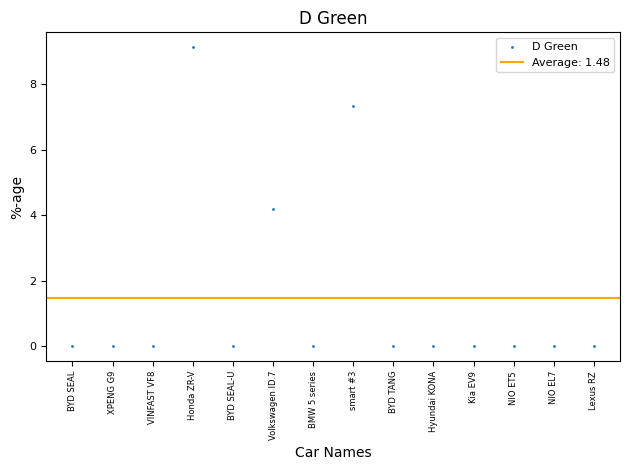 D Green
D Green
Average: 1.48
%-age
8
6
4
2
0
BYD SEAL
XPENG G9
VINFAST VF8
Honda ZR-V
BYD SEAL-U
Volkswagen ID.7
BMW 5 series
smart #3
BYD TANG
Hyundai KONA
Kia EV9
NIO ET5
NIO EL7
Lexus RZ
Car Names